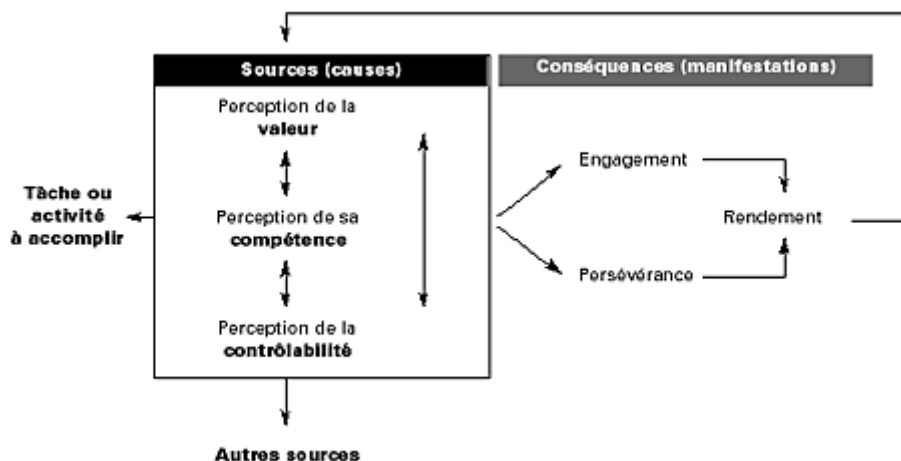 Sources (causes)
Conséquences (manifestations)
Perception de la
valeur
Engagement
Tâche ou
activité
à accomplir
Perception de sa
compétence
Rendement
Persévérance
Perception de la
contrôlabilité
Autres sources